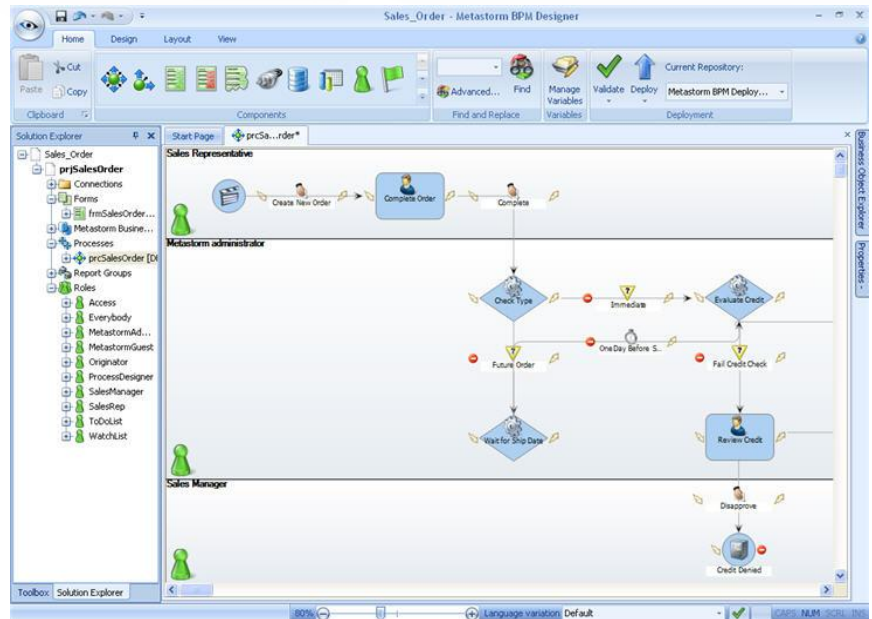 Sales_Order - Metastorm BPM Designer
Home Design Layout View
Paste
Cut
Copy
Clipboard
Components
Advanced...
Find
Find and Replace
Manage Variables
Variables
Validate
Deploy
Current Repository:
Metastorm BPM Deploy...
Deployment
Solution Explorer
Start Page
prcSa...rder*
Sales_Order
prjSalesOrder
Connections
Forms
frmSalesOrder...
Metastorm Busine...
Processes
prcSalesOrder [D
Report Groups
Roles
Access
Everybody
MetastormAd...
MetastormGuest
Originator
ProcessDesigner
SalesManager
SalesRep
ToDoList
WatchList
Toolbox
Solution Explorer
Sales Representative
Create New Order
Complete Order
Complete
Metastorm administrator
Check Type
Immediate
Evaluate Credit
One Day Before S...
Future Order
Fail Credit Check
Wait for Ship Date
Review Credit
Sales Manager
Disapprove
Credit Denied
Business Object Explorer
Properties -
80%
Language variation Default
CAPS NUM SCRL INS